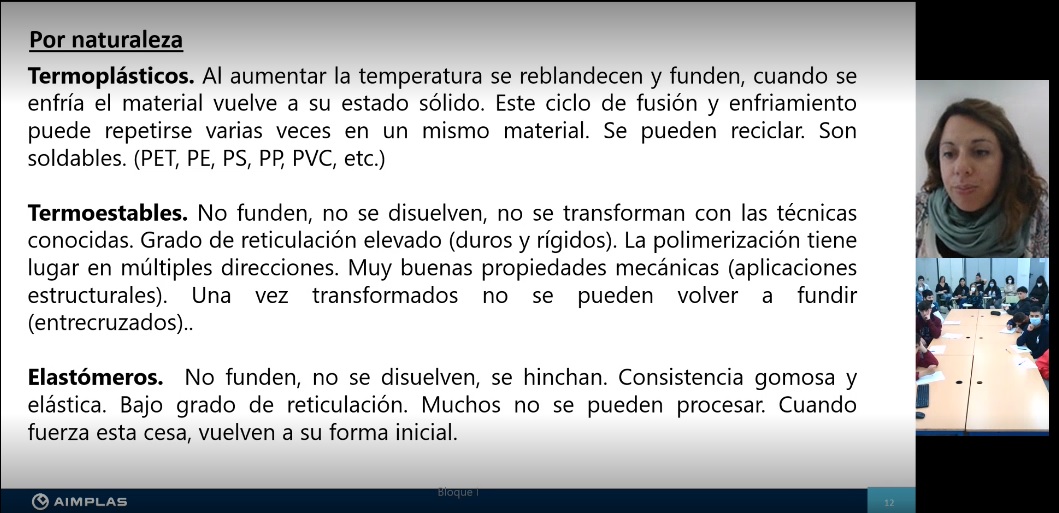 Por naturaleza
Termoplásticos. Al aumentar la temperatura se reblandecen y funden, cuando se
enfría el material vuelve a su estado sólido. Este ciclo de fusión y enfriamiento
puede repetirse varias veces en un mismo material. Se pueden reciclar. Son
soldables. (PET, PE, PS, PP, PVC, etc.)
Termoestables. No funden, no se disuelven, no se transforman con las técnicas
conocidas. Grado de reticulación elevado (duros y rígidos). La polimerización tiene
lugar en múltiples direcciones. Muy buenas propiedades mecánicas (aplicaciones
estructurales). Una vez transformados no se pueden volver a fundir
(entrecruzados)..
Elastómeros. No funden, no se disuelven, se hinchan. Consistencia gomosa y
elástica. Bajo grado de reticulación. Muchos no se pueden procesar. Cuando
fuerza esta cesa, vuelven a su forma inicial.
Bloque I
AIMPLAS
12